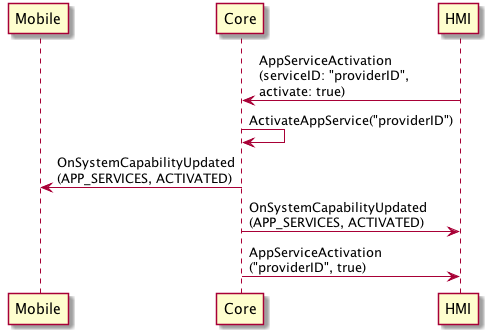 Mobile
Core
HMI
AppServiceActivation
(serviceID: "providerID",
activate: true)
ActivateAppService("providerID")
OnSystemCapabilityUpdated
(APP_SERVICES, ACTIVATED)
OnSystemCapabilityUpdated
(APP_SERVICES, ACTIVATED)
AppServiceActivation
("providerID", true)
Mobile
Core
HMI